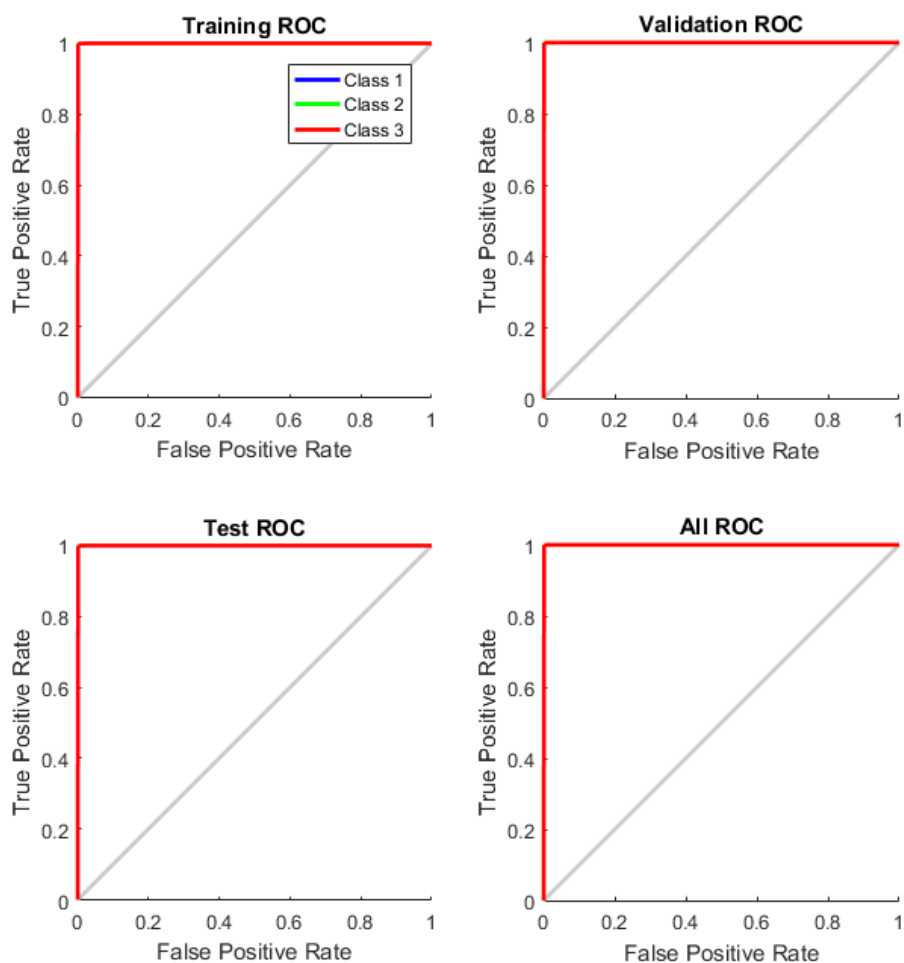 Training ROC
1
0.8
0.6
0.4
0.2
0
True Positive Rate
Class 1
Class 2
Class 3
0 0.2 0.4 0.6 0.8 1
False Positive Rate
Validation ROC
1
0.8
0.6
0.4
0.2
0
True Positive Rate
0 0.2 0.4 0.6 0.8 1
False Positive Rate
Test ROC
1
0.8
0.6
0.4
0.2
0
True Positive Rate
0 0.2 0.4 0.6 0.8 1
False Positive Rate
All ROC
1
0.8
0.6
0.4
0.2
0
True Positive Rate
0 0.2 0.4 0.6 0.8 1
False Positive Rate